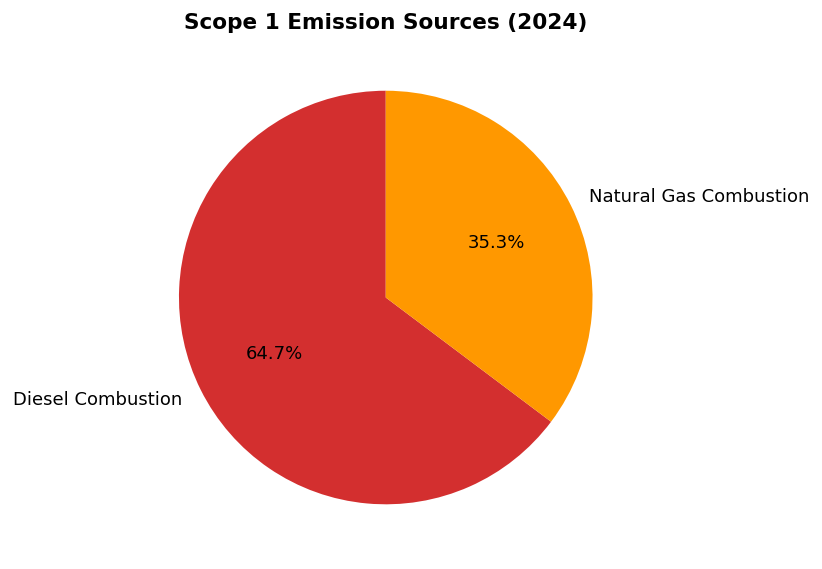 Scope 1 Emission Sources (2024)
Natural Gas Combustion
35.3%
64.7%
Diesel Combustion